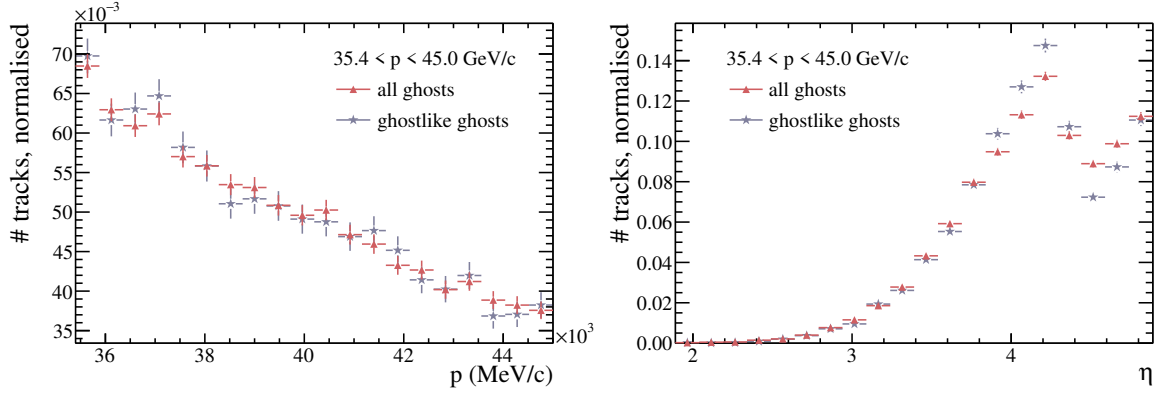 ×10⁻³
# tracks, normalised
70
65
60
55
50
45
40
35
35.4 < p < 45.0 GeV/c
all ghosts
ghostlike ghosts
36
38
40
42
44
×10³
p (MeV/c)
# tracks, normalised
0.14
0.12
0.10
0.08
0.06
0.04
0.02
0.00
35.4 < p < 45.0 GeV/c
all ghosts
ghostlike ghosts
2
3
4
η